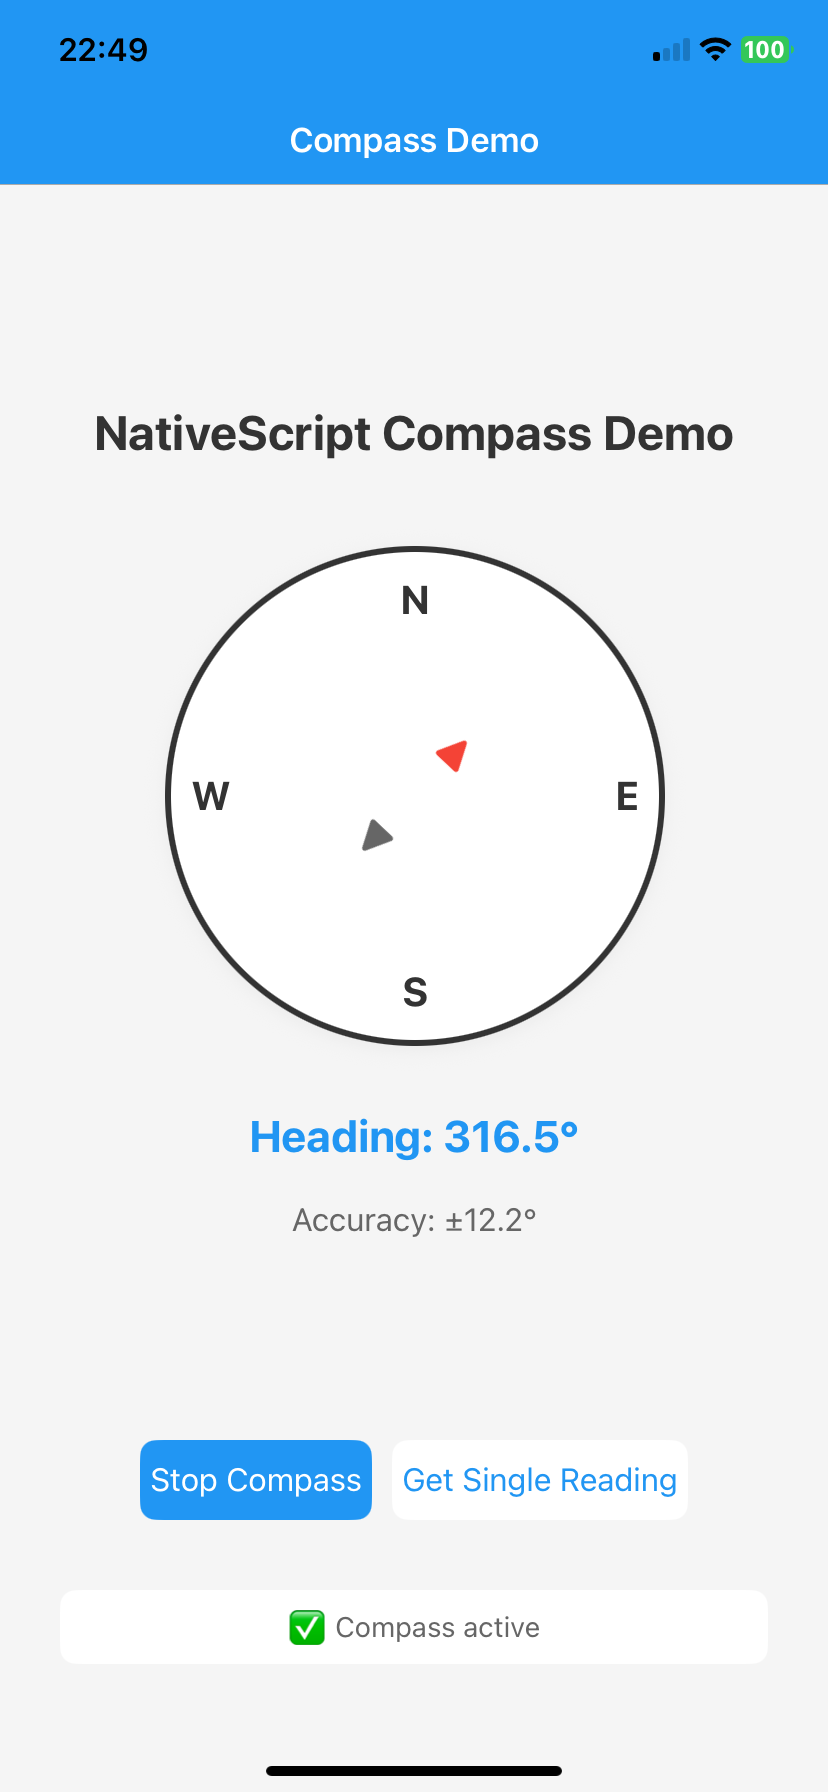 22:49
100
Compass Demo
NativeScript Compass Demo
N
W
E
S
Heading: 316.5°
Accuracy: ±12.2°
Stop Compass
Get Single Reading
✅ Compass active